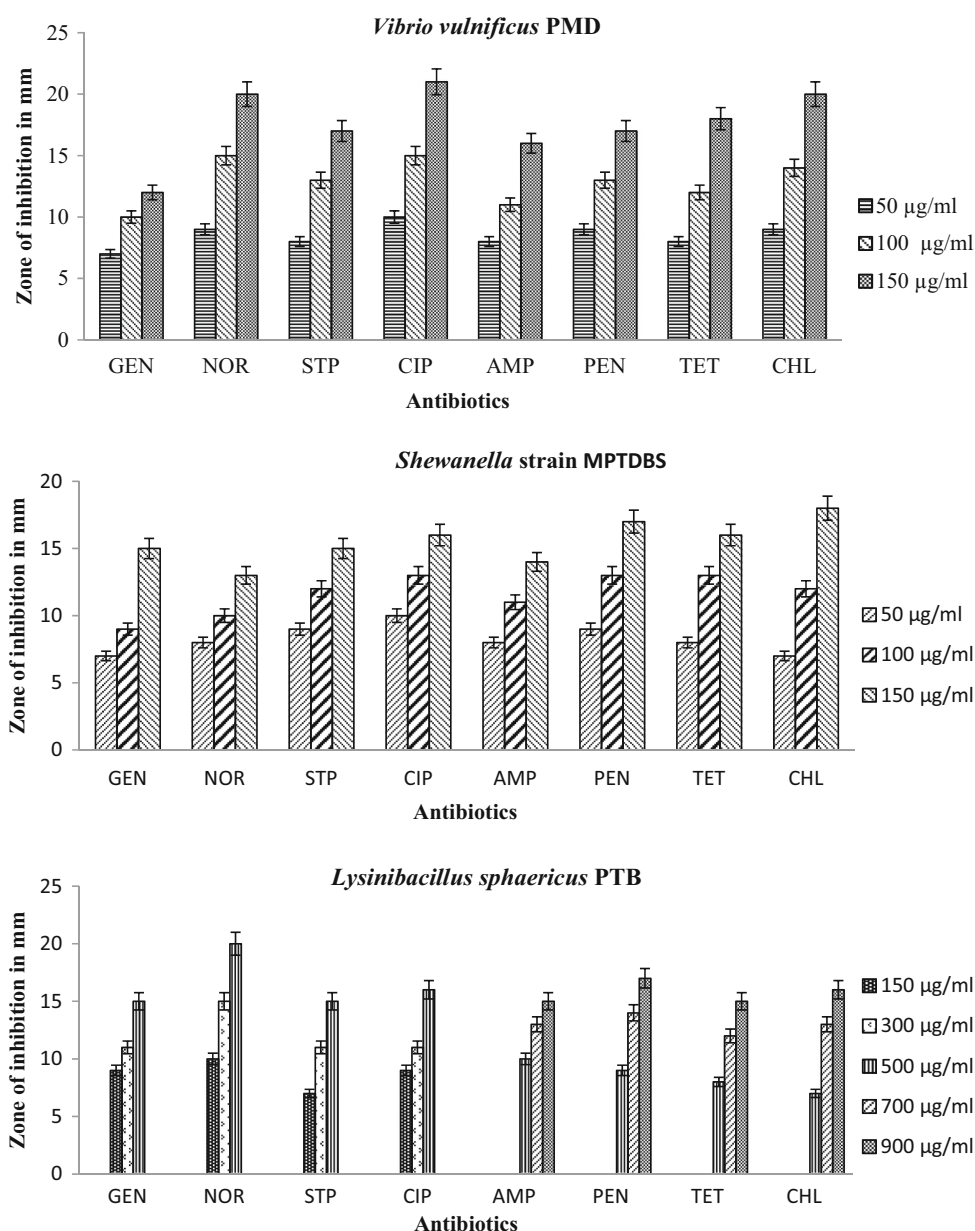 Vibrio vulnificus PMD
Zone of inhibition in mm
25
20
15
10
5
0
GEN NOR STP CIP AMP PEN TET CHL
Antibiotics
50 µg/ml
100 µg/ml
150 µg/ml
Shewanella strain MPTDBS
Zone of inhibition in mm
20
15
10
5
0
GEN NOR STP CIP AMP PEN TET CHL
Antibiotics
50 µg/ml
100 µg/ml
150 µg/ml
Lysinibacillus sphaericus PTB
Zone of inhibition in mm
25
20
15
10
5
0
GEN NOR STP CIP AMP PEN TET CHL
Antibiotics
150 µg/ml
300 µg/ml
500 µg/ml
700 µg/ml
900 µg/ml